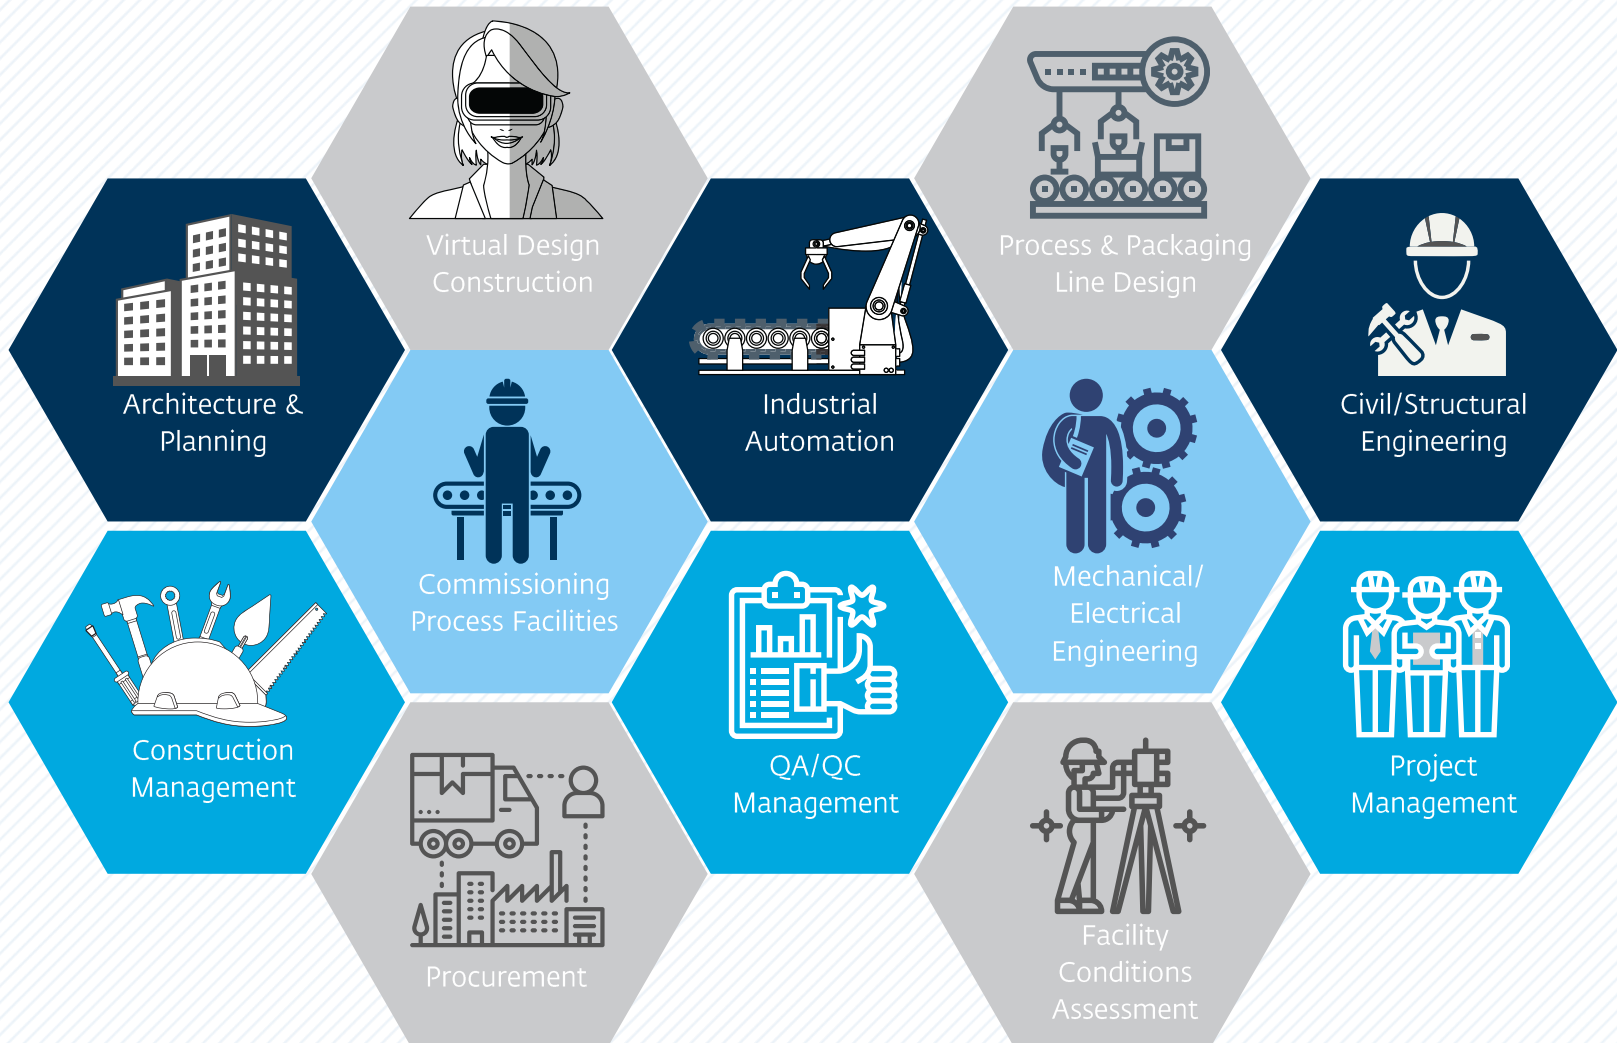 Virtual Design
Construction
Process & Packaging
Line Design
Architecture &
Planning
Industrial
Automation
Civil/Structural
Engineering
Commissioning
Process Facilities
Mechanical/
Electrical
Engineering
Construction
Management
QA/QC
Management
Project
Management
Procurement
Facility
Conditions
Assessment